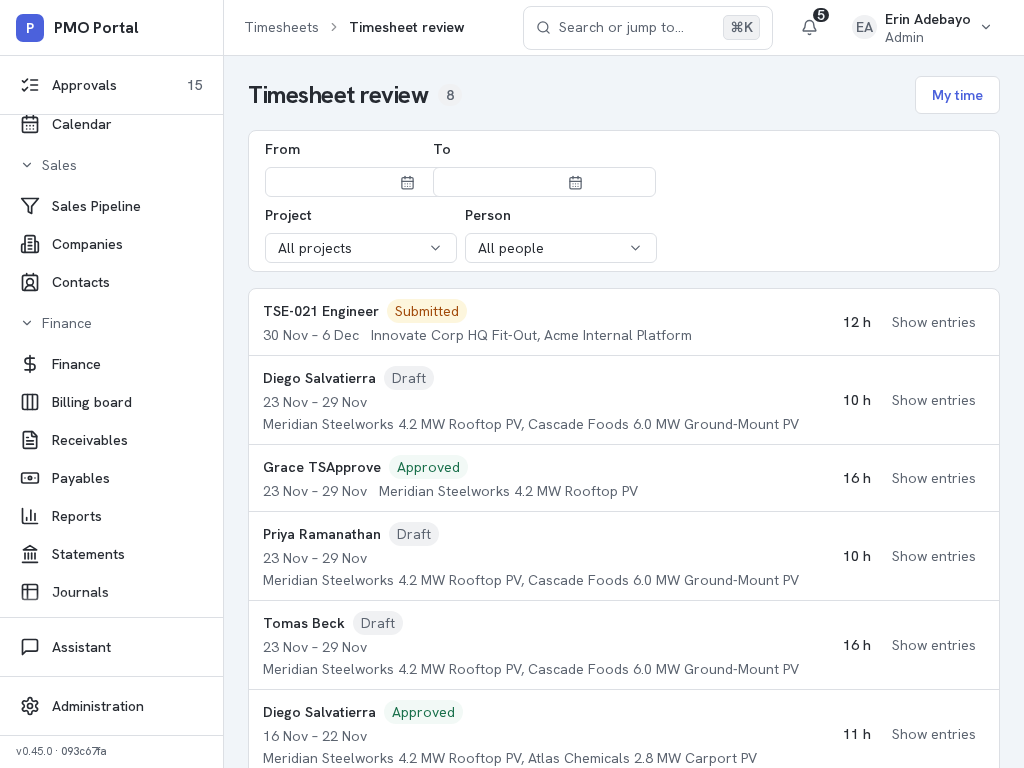 P PMO Portal
Timesheets > Timesheet review
Search or jump to... ⌘K
5
EA Erin Adebayo
Admin
Approvals 15
Calendar
Sales
Sales Pipeline
Companies
Contacts
Finance
Finance
Billing board
Receivables
Payables
Reports
Statements
Journals
Assistant
Administration
v0.45.0 · 093c67fa
Timesheet review 8
My time
From To
Project Person
All projects All people
TSE-021 Engineer Submitted
30 Nov – 6 Dec Innovate Corp HQ Fit-Out, Acme Internal Platform
12 h Show entries
Diego Salvatierra Draft
23 Nov – 29 Nov
Meridian Steelworks 4.2 MW Rooftop PV, Cascade Foods 6.0 MW Ground-Mount PV
10 h Show entries
Grace TSApprove Approved
23 Nov – 29 Nov Meridian Steelworks 4.2 MW Rooftop PV
16 h Show entries
Priya Ramanathan Draft
23 Nov – 29 Nov
Meridian Steelworks 4.2 MW Rooftop PV, Cascade Foods 6.0 MW Ground-Mount PV
10 h Show entries
Tomas Beck Draft
23 Nov – 29 Nov
Meridian Steelworks 4.2 MW Rooftop PV, Cascade Foods 6.0 MW Ground-Mount PV
16 h Show entries
Diego Salvatierra Approved
16 Nov – 22 Nov
Meridian Steelworks 4.2 MW Rooftop PV, Atlas Chemicals 2.8 MW Carport PV
11 h Show entries